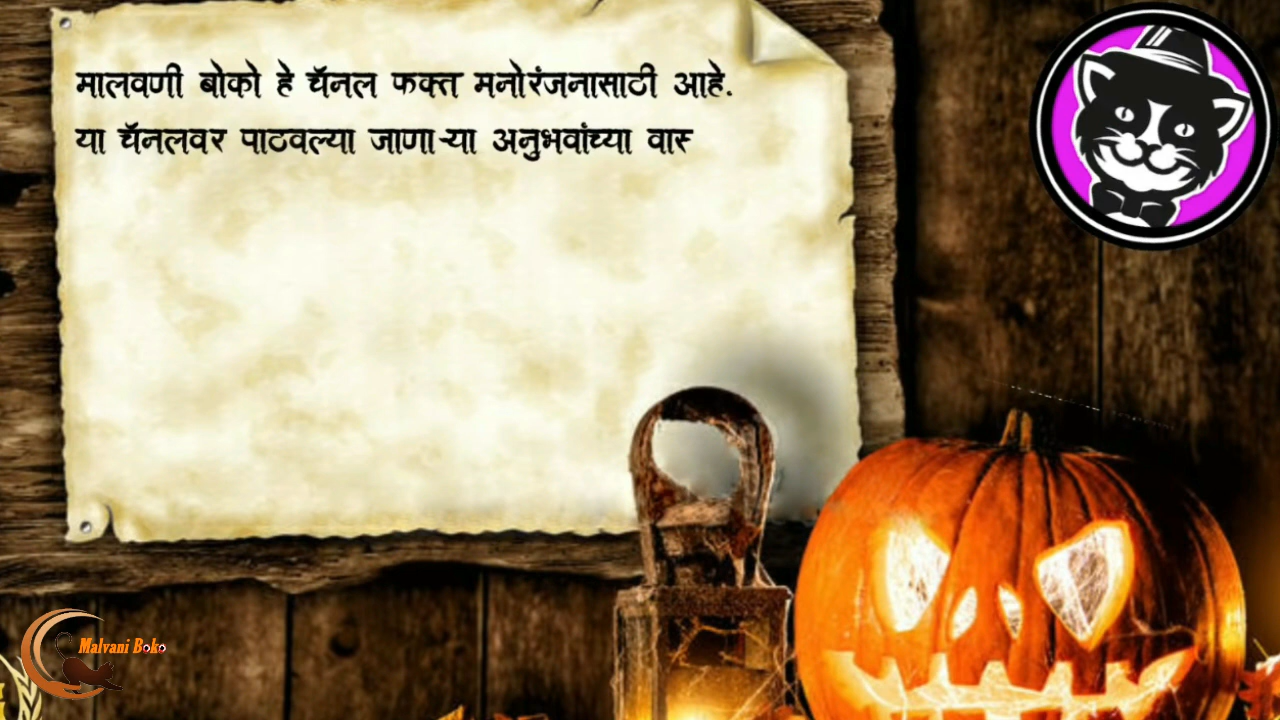 मालवणी बोको हे चॅनल फक्त मनोरंजनासाठी आहे.
या चॅनलवर पाठवल्या जाणाऱ्या अनुभवांच्या वास्
Malvani Boko